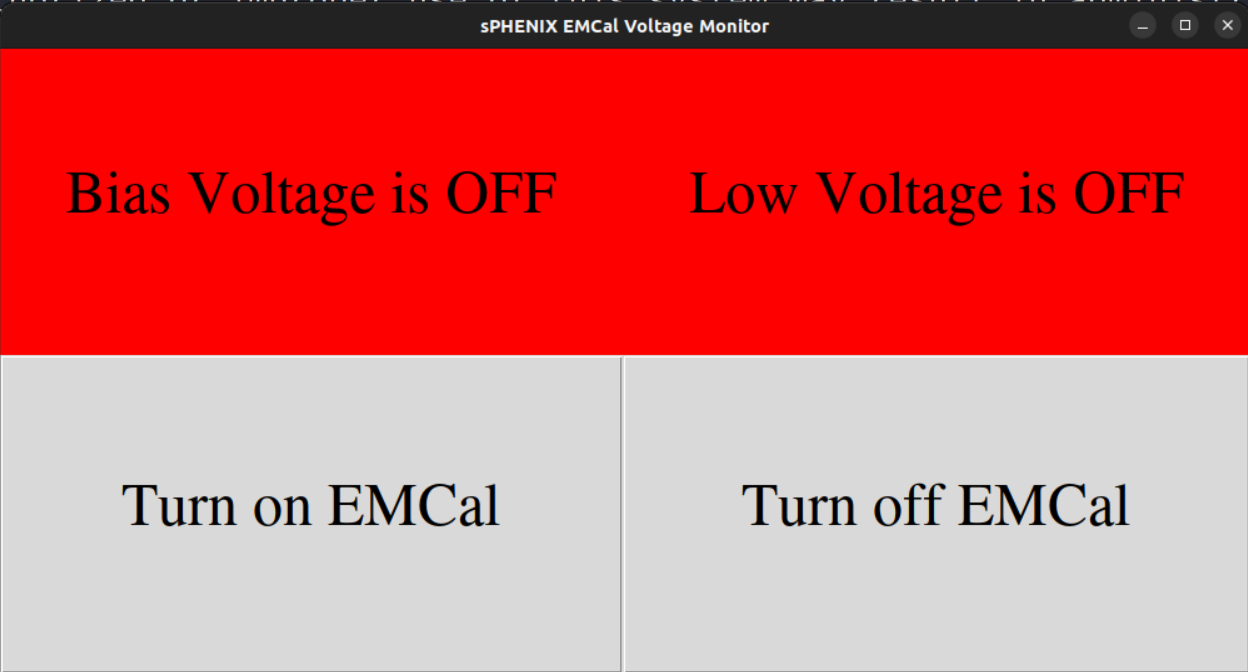 sPHENIX EMCal Voltage Monitor
Bias Voltage is OFF
Low Voltage is OFF
Turn on EMCal
Turn off EMCal